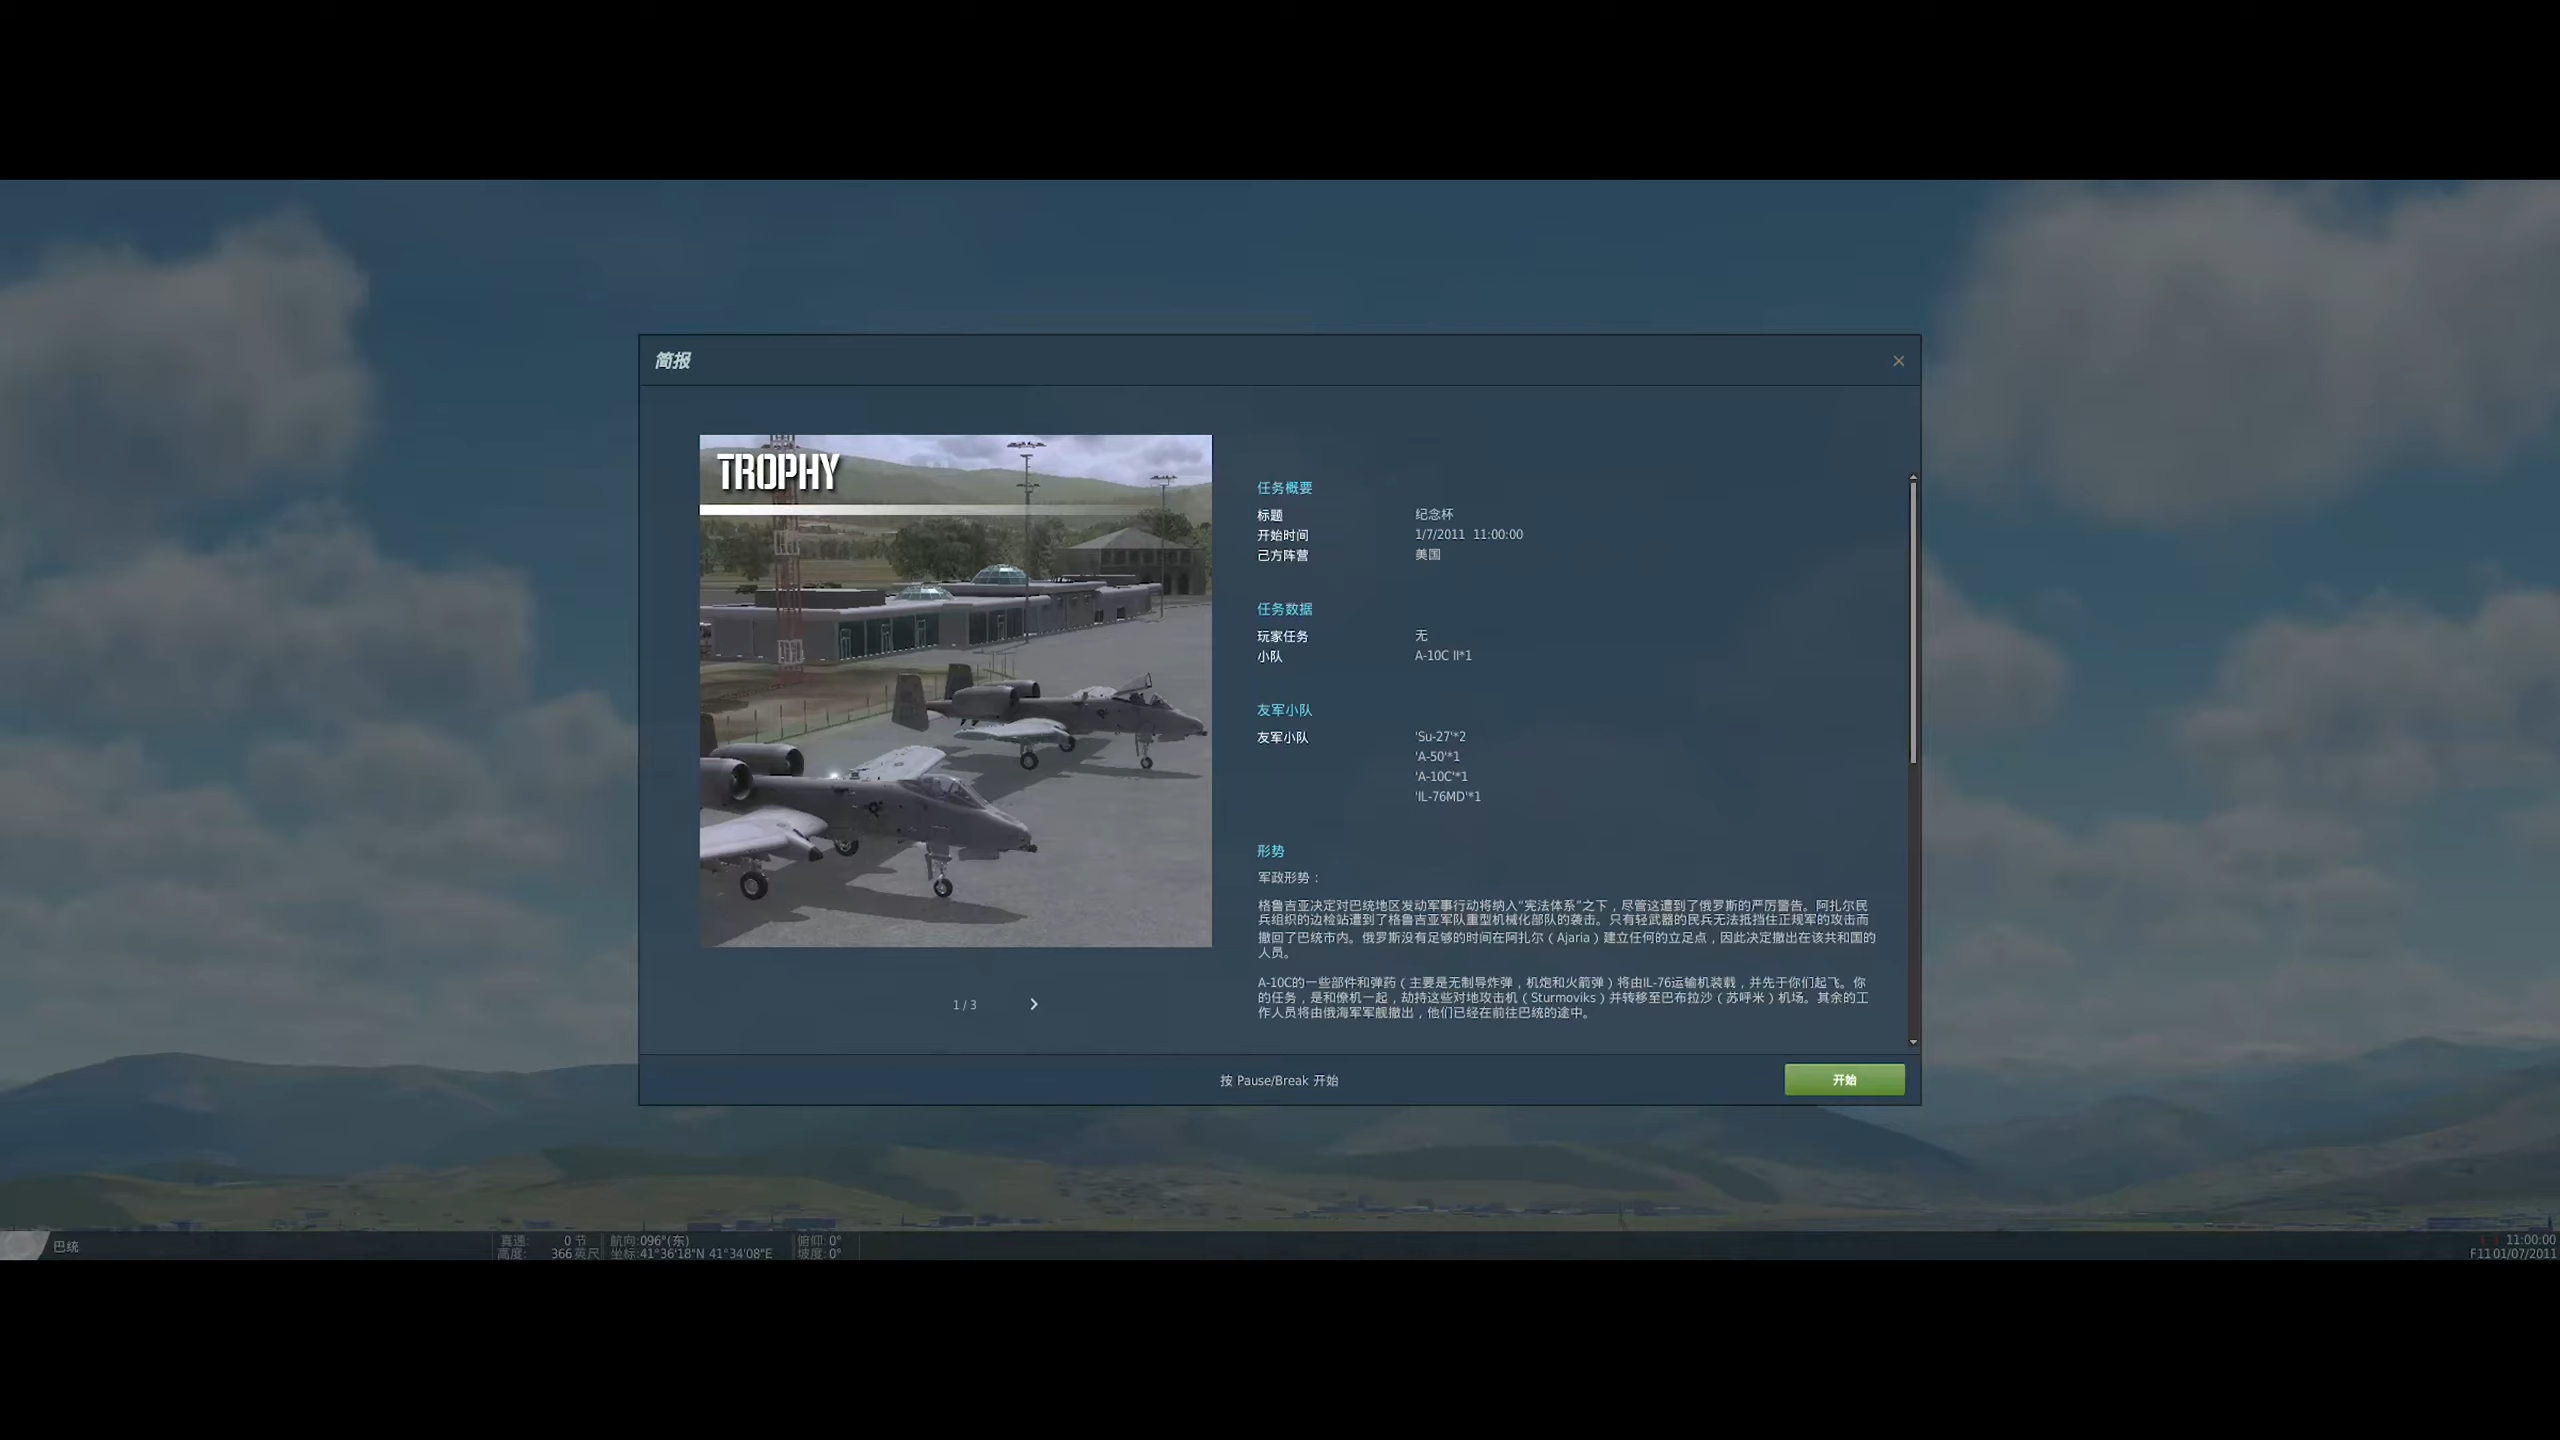 简报
TROPHY
任务概要
标题 纪念杯
开始时间 1/7/2011 11:00:00
己方阵营 美国
任务数据
玩家任务 无
小队 A-10C II*1
友军小队
友军小队 'Su-27'*2
'A-50'*1
'A-10C'*1
'IL-76MD'*1
形势
军政形势：
格鲁吉亚决定对巴统地区发动军事行动将纳入“宪法体系”之下，尽管这遭到了俄罗斯的严厉警告。阿扎尔民
兵组织的边检站遭到了格鲁吉亚军队重型机械化部队的袭击。只有轻武器的民兵无法抵挡住正规军的攻击而
撤回了巴统市内。俄罗斯没有足够的时间在阿扎尔（Ajaria）建立任何的立足点，因此决定撤出在该共和国的
人员。
A-10C的一些部件和弹药（主要是无制导炸弹，机炮和火箭弹）将由IL-76运输机装载，并先于你们起飞。你
的任务，是和僚机一起，劫持这些对地攻击机（Sturmoviks）并转移至巴布拉沙（苏呼米）机场。其余的工
作人员将由俄海军军舰撤出，他们已经在前往巴统的途中。
1 / 3
按 Pause/Break 开始
开始
巴统
真速: 0 节 航向:096°(东) 俯仰: 0°
高度: 366英尺 坐标:41°36'18"N 41°34'08"E 坡度: 0°
11:00:00
F11 01/07/2011